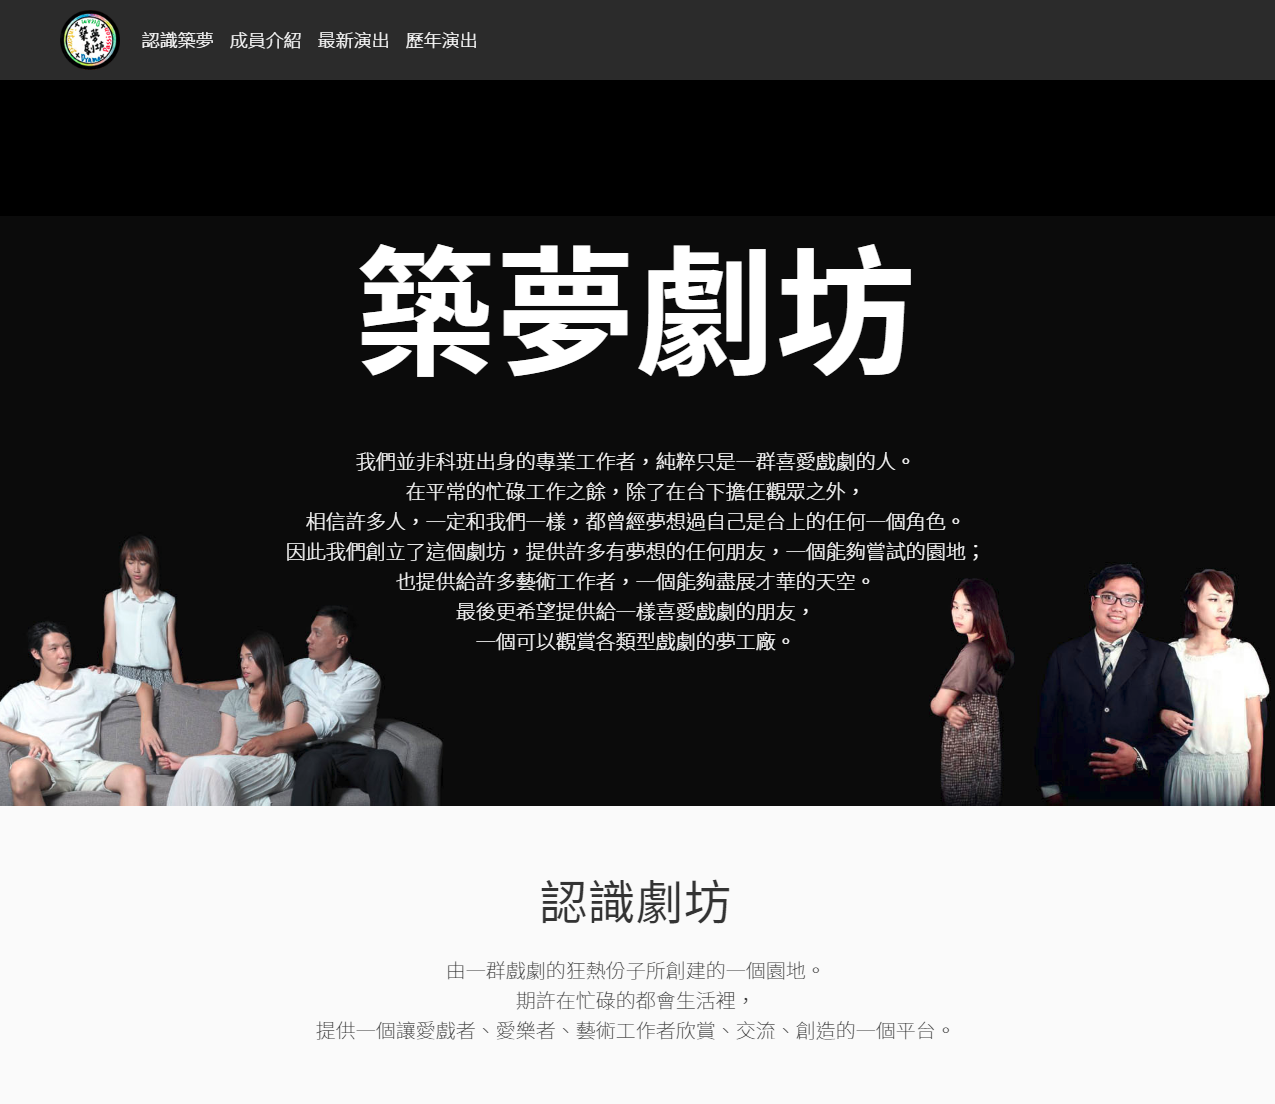 築夢劇坊
認識築夢 成員介紹 最新演出 歷年演出
築夢劇坊
我們並非科班出身的專業工作者，純粹只是一群喜愛戲劇的人。
在平常的忙碌工作之餘，除了在台下擔任觀眾之外，
相信許多人，一定和我們一樣，都曾經夢想過自己是台上的任何一個角色。
因此我們創立了這個劇坊，提供許多有夢想的任何朋友，一個能夠嘗試的園地；
也提供給許多藝術工作者，一個能夠盡展才華的天空。
最後更希望提供給一樣喜愛戲劇的朋友，
一個可以觀賞各類型戲劇的夢工廠。
認識劇坊
由一群戲劇的狂熱份子所創建的一個園地。
期許在忙碌的都會生活裡，
提供一個讓愛戲者、愛樂者、藝術工作者欣賞、交流、創造的一個平台。